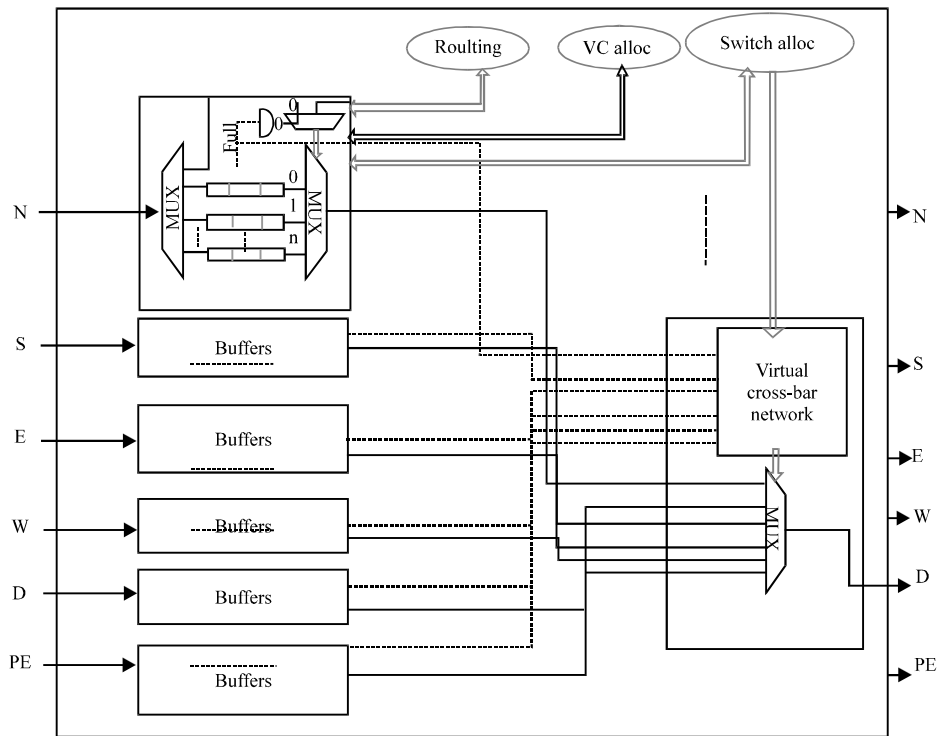 Roulting
VC alloc
Switch alloc
0
0
Full
0
1
n
MUX
MUX
N
N
S
Buffers
S
Virtual
cross-bar
network
E
Buffers
E
W
Buffers
W
MUX
D
Buffers
D
PE
Buffers
PE